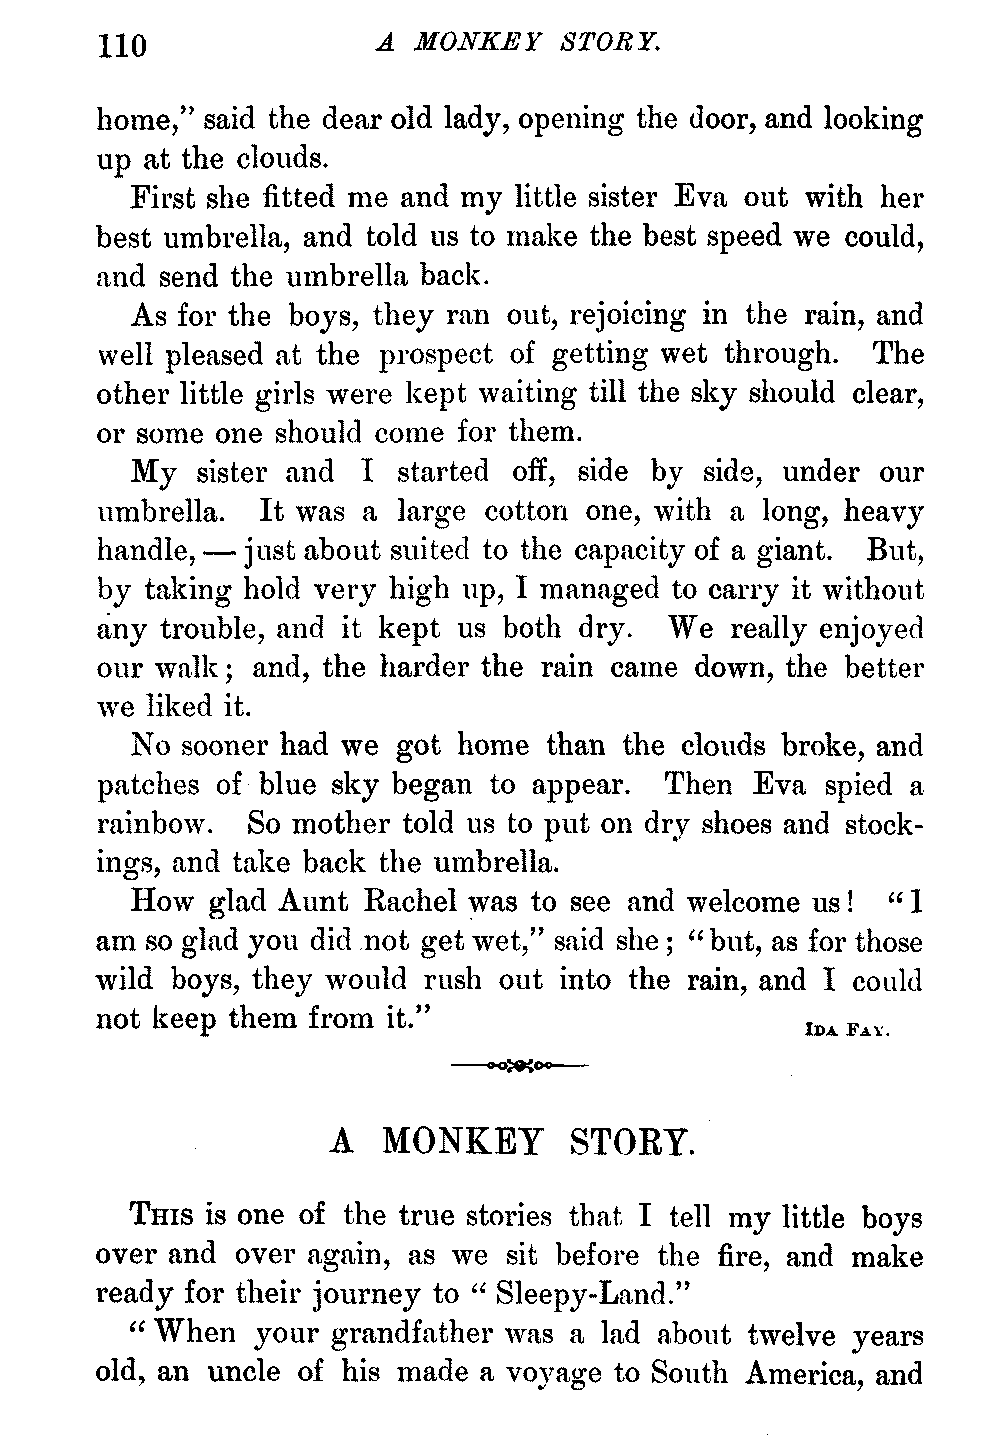 110 A MONKEY STORY.
home,” said the dear old lady, opening the door, and looking
up at the clouds.
First she fitted me and my little sister Eva out with her
best umbrella, and told us to make the best speed we could,
and send the umbrella back.
As for the boys, they ran out, rejoicing in the rain, and
well pleased at the prospect of getting wet through. The
other little girls were kept waiting till the sky should clear,
or some one should come for them.
My sister and I started off, side by side, under our
umbrella. It was a large cotton one, with a long, heavy
handle, — just about suited to the capacity of a giant. But,
by taking hold very high up, I managed to carry it without
any trouble, and it kept us both dry. We really enjoyed
our walk; and, the harder the rain came down, the better
we liked it.
No sooner had we got home than the clouds broke, and
patches of blue sky began to appear. Then Eva spied a
rainbow. So mother told us to put on dry shoes and stock-
ings, and take back the umbrella.
How glad Aunt Rachel was to see and welcome us! “I
am so glad you did not get wet,” said she; “but, as for those
wild boys, they would rush out into the rain, and I could
not keep them from it.”
IDA FAY.
A MONKEY STORY.
THIS is one of the true stories that I tell my little boys
over and over again, as we sit before the fire, and make
ready for their journey to “Sleepy-Land.”
“When your grandfather was a lad about twelve years
old, an uncle of his made a voyage to South America, and